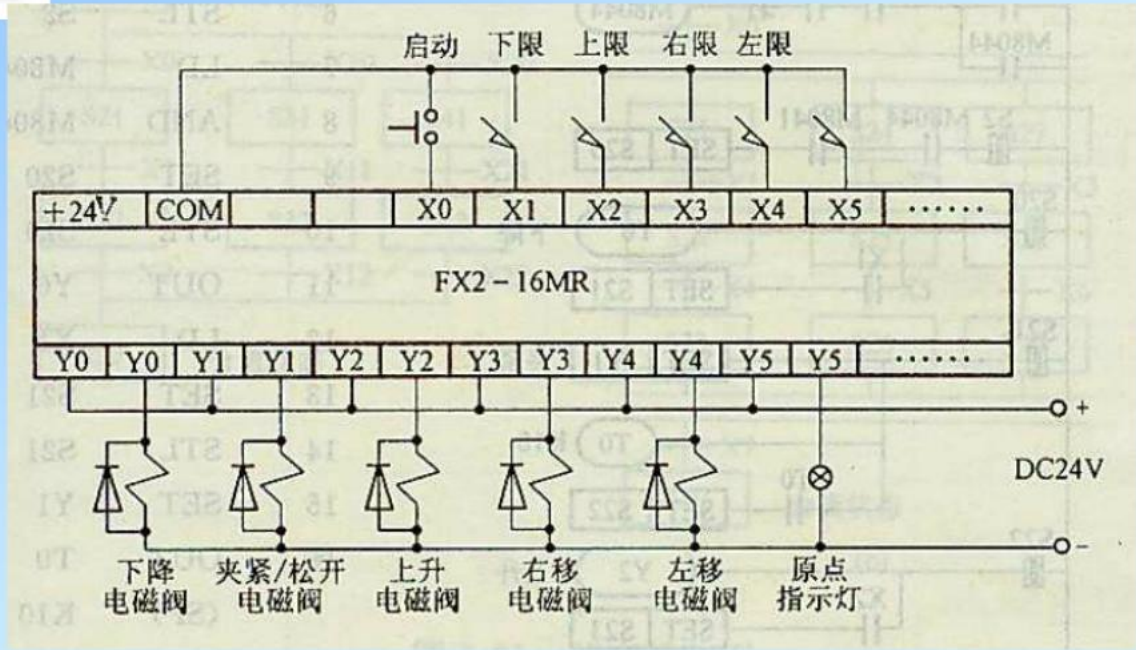 启动 下限 上限 右限 左限
+24V COM X0 X1 X2 X3 X4 X5 ······
FX2-16MR
Y0 Y0 Y1 Y1 Y2 Y2 Y3 Y3 Y4 Y4 Y5 Y5 ······
+
DC24V
-
下降 夹紧/松开 上升 右移 左移 原点
电磁阀 电磁阀 电磁阀 电磁阀 电磁阀 指示灯